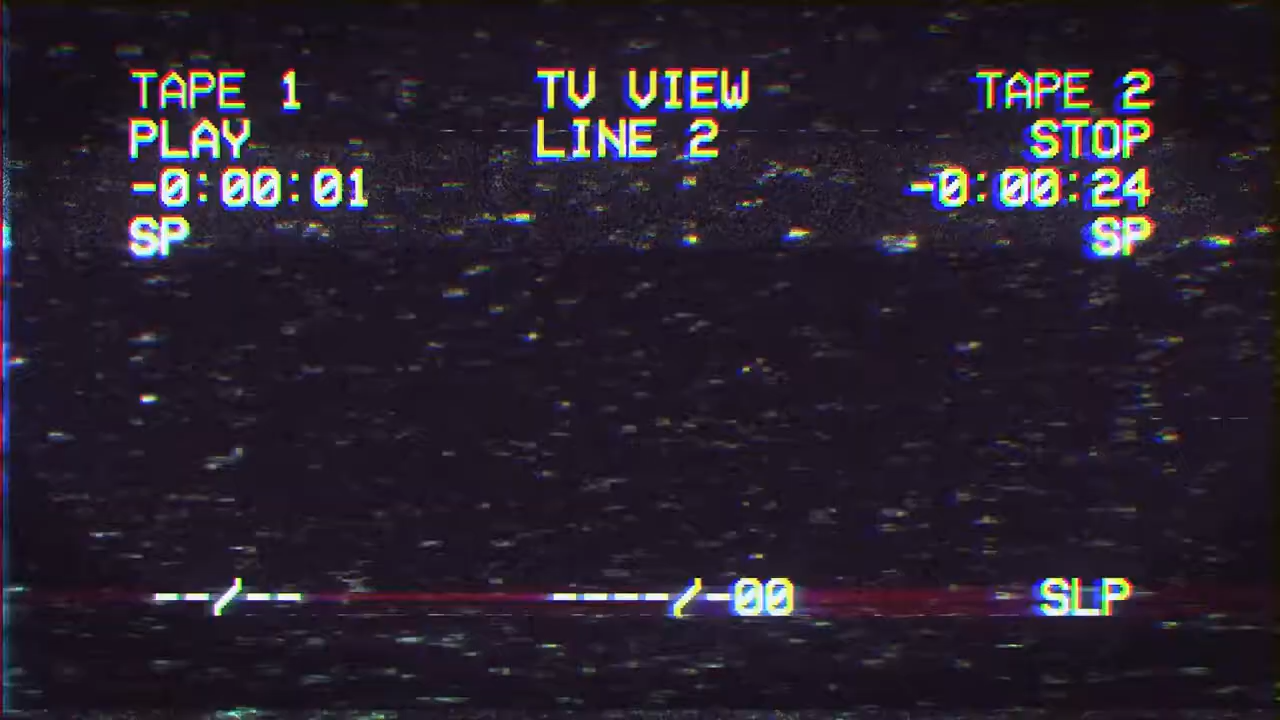 TAPE 1 TV VIEW TAPE 2
PLAY LINE 2 STOP
-0:00:01 -0:00:24
SP SP
--/-- ----/-00 SLP